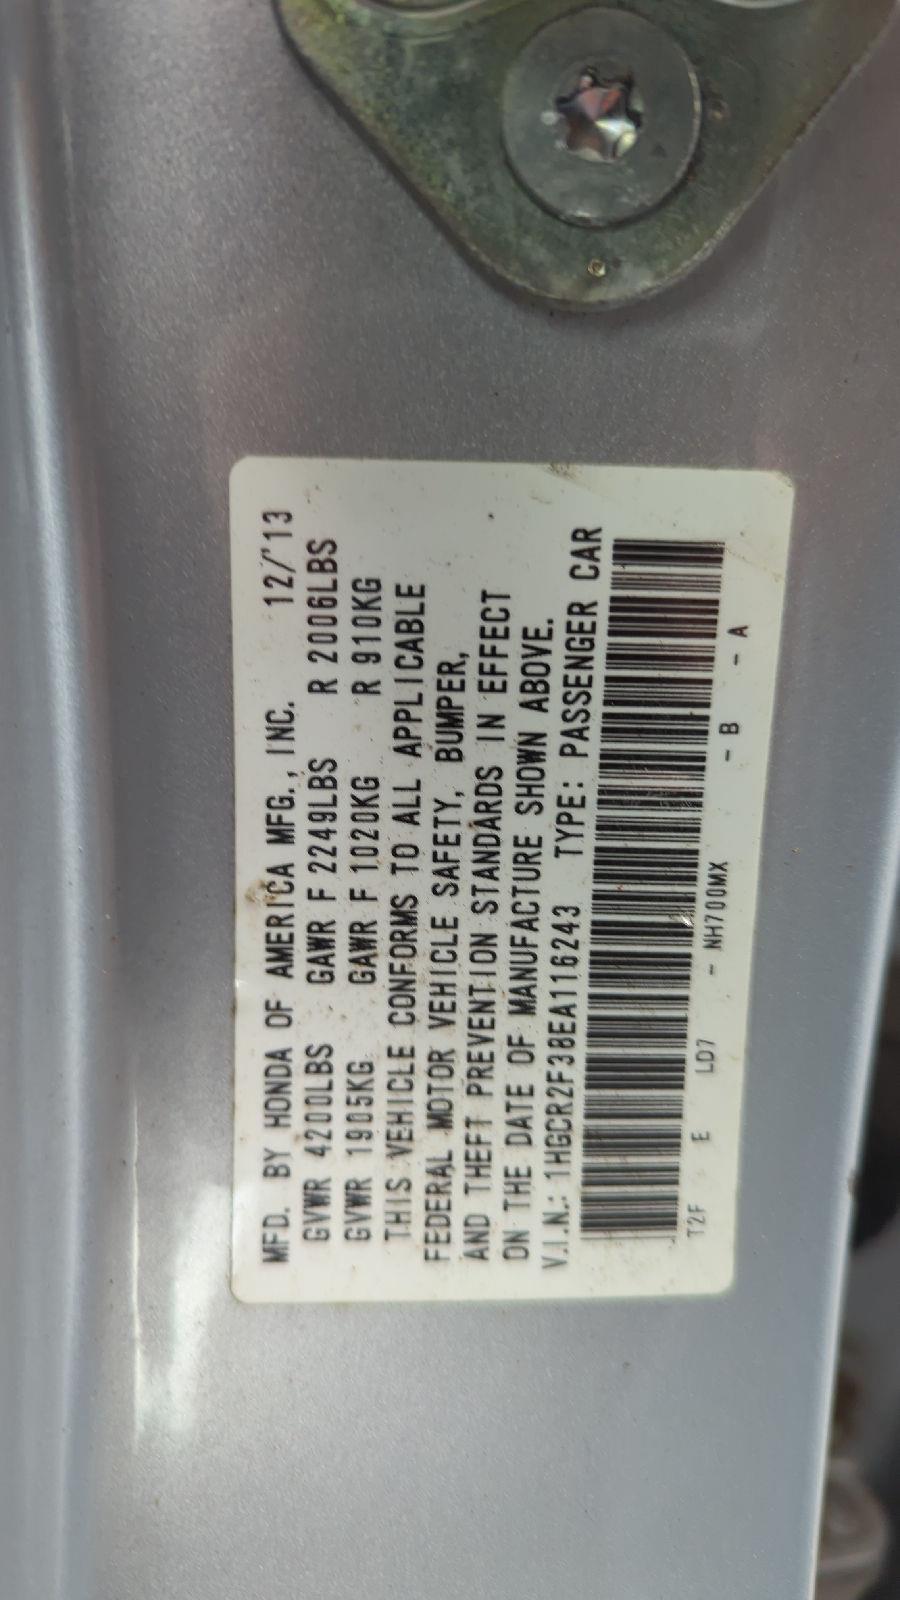 MFD. BY HONDA OF AMERICA MFG., INC. 12/'13
GVWR 4200LBS GAWR F 2249LBS R 2006LBS
GVWR 1905KG GAWR F 1020KG R 910KG
THIS VEHICLE CONFORMS TO ALL APPLICABLE
FEDERAL MOTOR VEHICLE SAFETY, BUMPER,
AND THEFT PREVENTION STANDARDS IN EFFECT
ON THE DATE OF MANUFACTURE SHOWN ABOVE.
V.I.N.: 1HGCR2F38EA116243 TYPE: PASSENGER CAR
T2F E LD7 - NH700MX - B - A